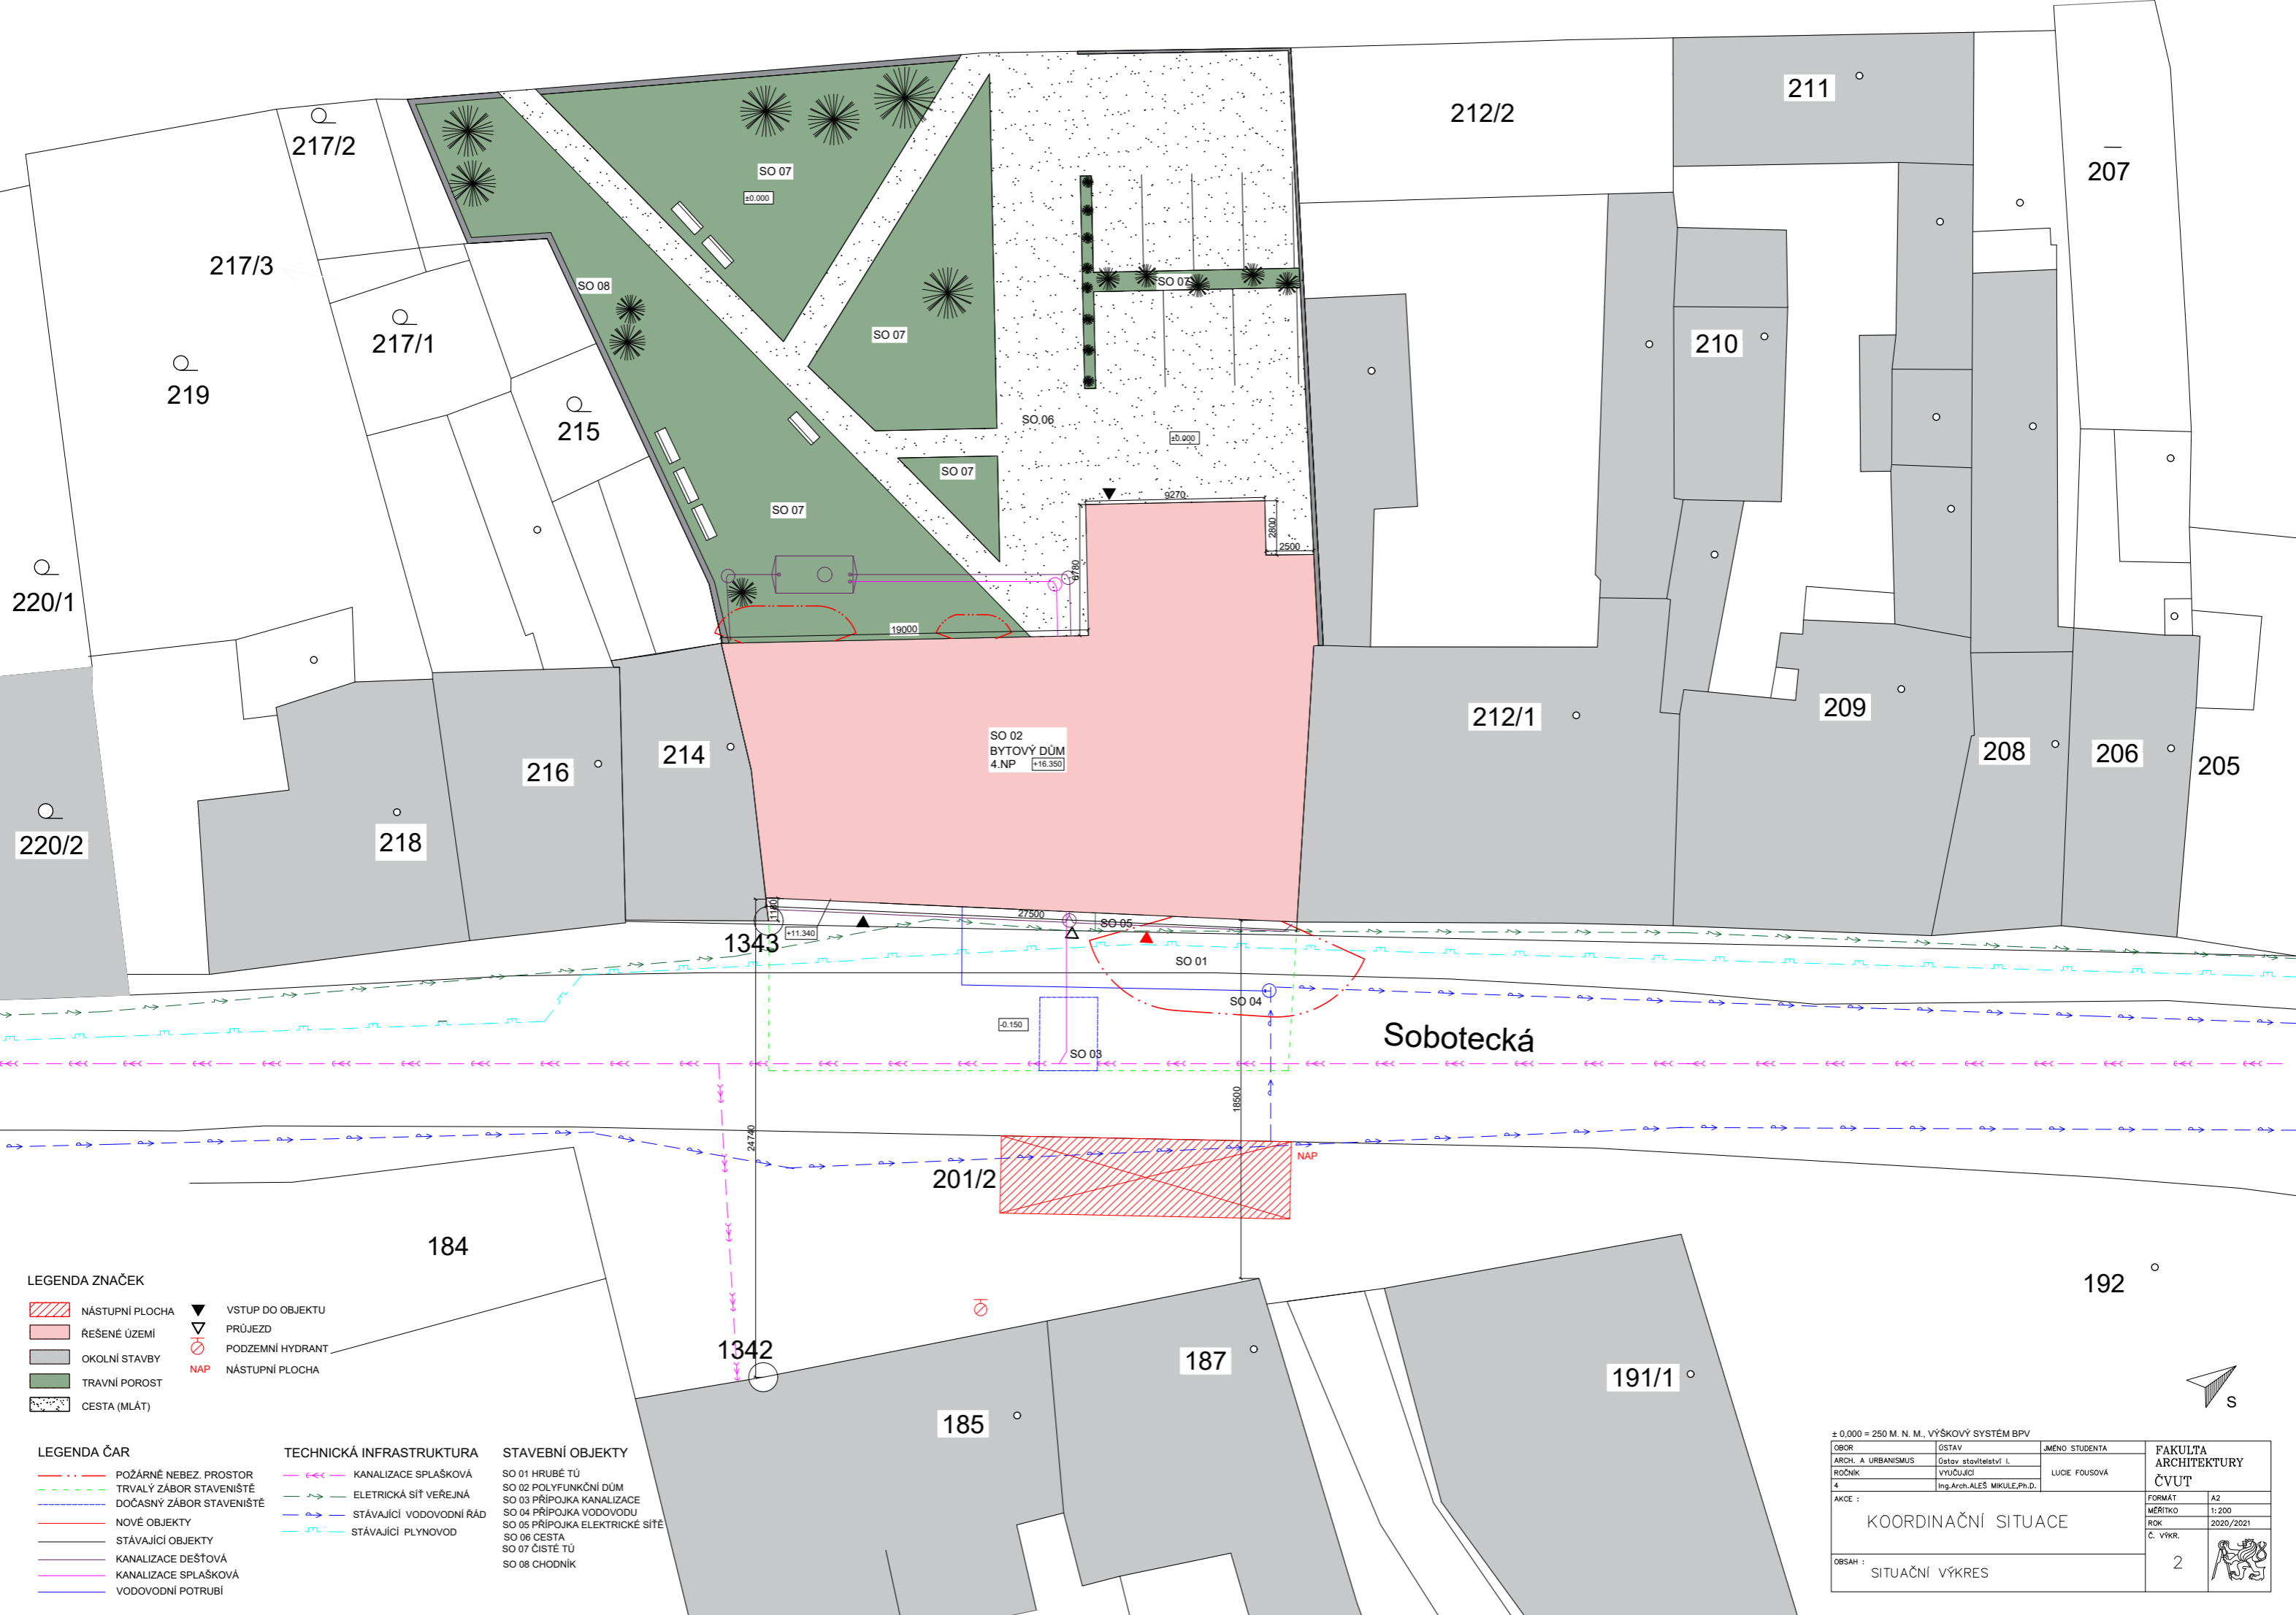 217/2
217/3
217/1
219
215
220/1
220/2
218
216
214
212/2
211
207
210
212/1
209
208
206
205
SO 07
±0.000
SO 08
SO 07
SO 07
SO 06
±0.000
SO 07
SO 07
9270
2800
2500
6780
19000
SO 02
BYTOVÝ DŮM
4.NP +16.350
1160
27500
SO 05
1343
+11.340
SO 01
SO 04
-0.150
SO 03
Sobotecká
18500
24740
NAP
201/2
184
1342
185
187
191/1
192
S
LEGENDA ZNAČEK
NÁSTUPNÍ PLOCHA
ŘEŠENÉ ÚZEMÍ
OKOLNÍ STAVBY
TRAVNÍ POROST
CESTA (MLÁT)
VSTUP DO OBJEKTU
PRŮJEZD
PODZEMNÍ HYDRANT
NAP NÁSTUPNÍ PLOCHA
LEGENDA ČAR
POŽÁRNĚ NEBEZ. PROSTOR
TRVALÝ ZÁBOR STAVENIŠTĚ
DOČASNÝ ZÁBOR STAVENIŠTĚ
NOVÉ OBJEKTY
STÁVAJÍCÍ OBJEKTY
KANALIZACE DEŠŤOVÁ
KANALIZACE SPLAŠKOVÁ
VODOVODNÍ POTRUBÍ
TECHNICKÁ INFRASTRUKTURA
KANALIZACE SPLAŠKOVÁ
ELETRICKÁ SÍŤ VEŘEJNÁ
STÁVAJÍCÍ VODOVODNÍ ŘÁD
STÁVAJÍCÍ PLYNOVOD
STAVEBNÍ OBJEKTY
SO 01 HRUBÉ TÚ
SO 02 POLYFUNKČNÍ DŮM
SO 03 PŘÍPOJKA KANALIZACE
SO 04 PŘÍPOJKA VODOVODU
SO 05 PŘÍPOJKA ELEKTRICKÉ SÍTĚ
SO 06 CESTA
SO 07 ČISTÉ TÚ
SO 08 CHODNÍK
± 0,000 = 250 M. N. M., VÝŠKOVÝ SYSTÉM BPV
OBOR
ARCH. A URBANISMUS
ROČNÍK
4
ÚSTAV
Ústav stavitelství I.
VYUČUJÍCÍ
Ing.Arch.ALEŠ MIKULE,Ph.D.
JMÉNO STUDENTA
LUCIE FOUSOVÁ
FAKULTA
ARCHITEKTURY
ČVUT
AKCE :
KOORDINAČNÍ SITUACE
FORMÁT A2
MĚŘÍTKO 1:200
ROK 2020/2021
Č. VÝKR.
2
OBSAH :
SITUAČNÍ VÝKRES